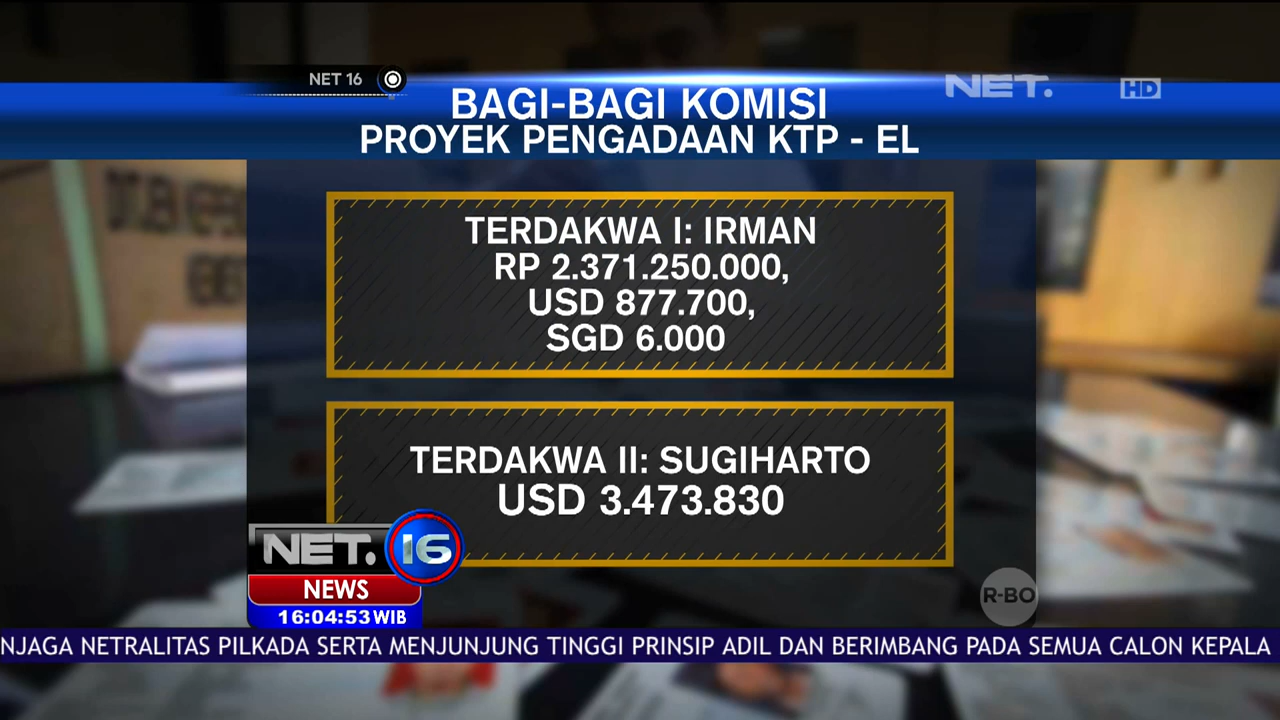 NET 16
NET.
HD
BAGI-BAGI KOMISI
PROYEK PENGADAAN KTP - EL
TERDAKWA I: IRMAN
RP 2.371.250.000,
USD 877.700,
SGD 6.000
TERDAKWA II: SUGIHARTO
USD 3.473.830
NET. 16
NEWS
16:04:53 WIB
R-BO
NJAGA NETRALITAS PILKADA SERTA MENJUNJUNG TINGGI PRINSIP ADIL DAN BERIMBANG PADA SEMUA CALON KEPALA